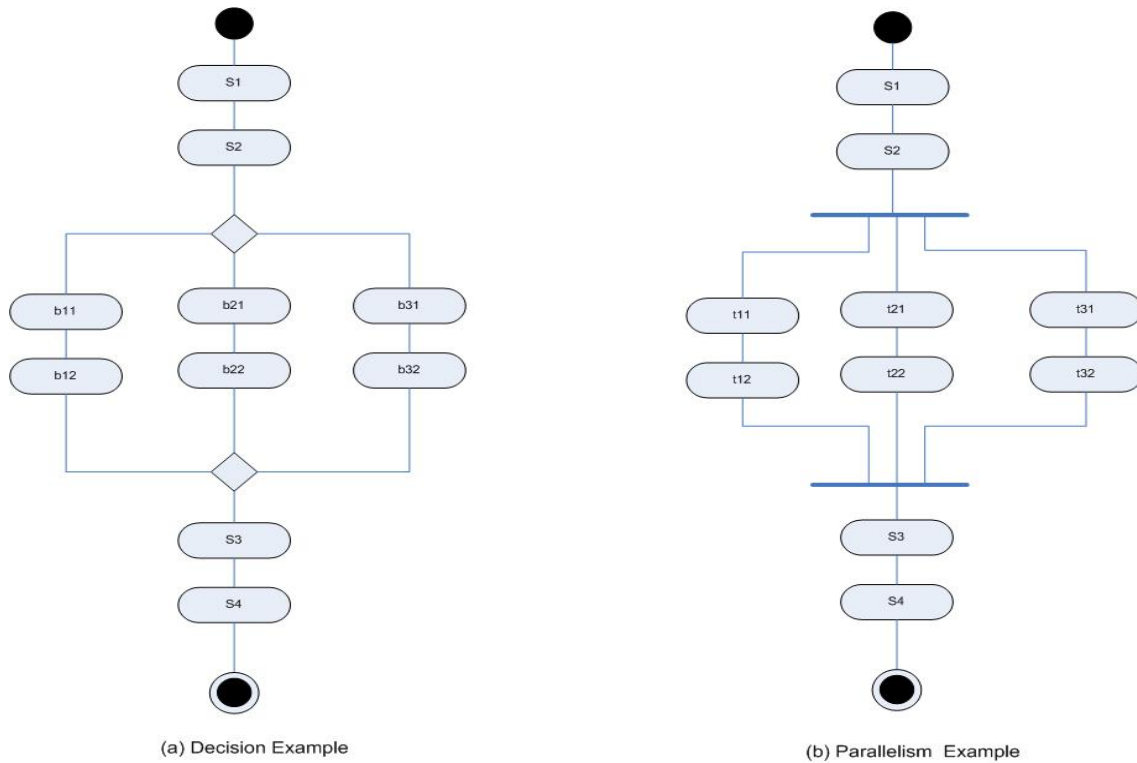 S1
S2
b11
b21
b31
b12
b22
b32
S3
S4
(a) Decision Example
S1
S2
t11
t21
t31
t12
t22
t32
S3
S4
(b) Parallelism Example